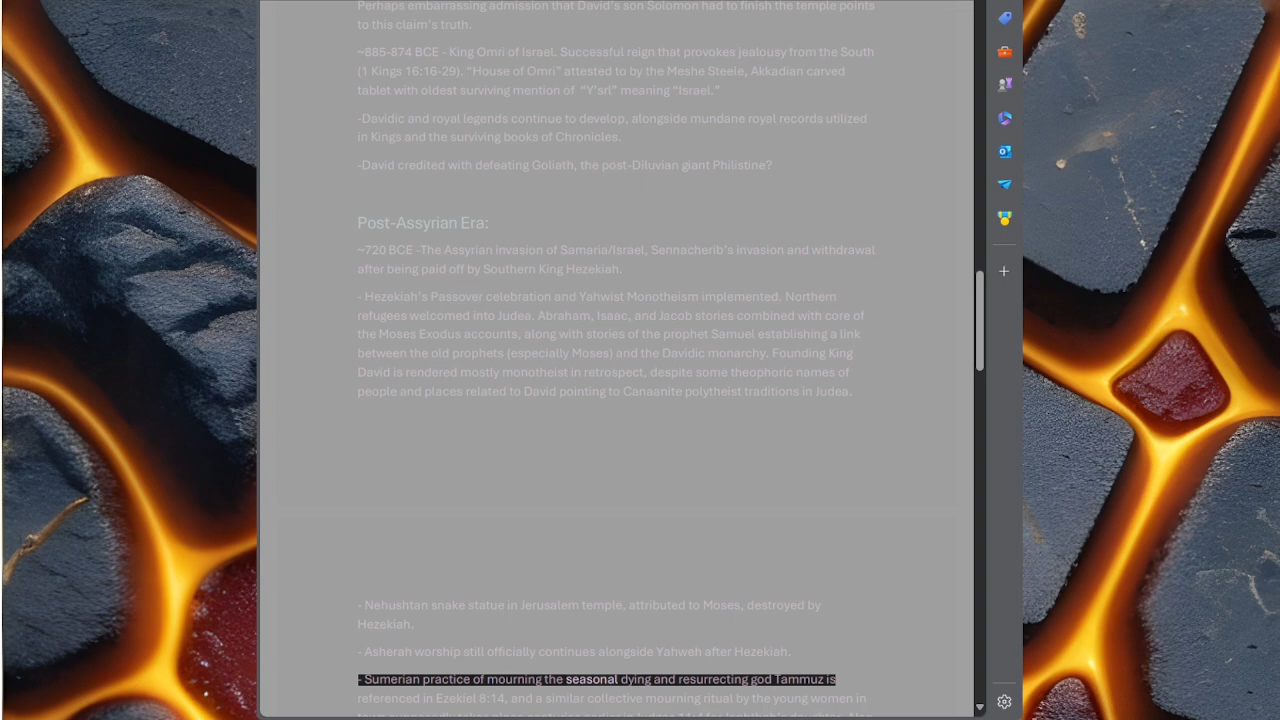 Perhaps embarrassing admission that David's son Solomon had to finish the temple points
to this claim's truth.
~885-874 BCE - King Omri of Israel. Successful reign that provokes jealousy from the South
(1 Kings 16:16-29). "House of Omri" attested to by the Meshe Steele, Akkadian carved
tablet with oldest surviving mention of "Y'srl" meaning "Israel."
-Davidic and royal legends continue to develop, alongside mundane royal records utilized
in Kings and the surviving books of Chronicles.
-David credited with defeating Goliath, the post-Diluvian giant Philistine?
Post-Assyrian Era:
~720 BCE -The Assyrian invasion of Samaria/Israel, Sennacherib's invasion and withdrawal
after being paid off by Southern King Hezekiah.
- Hezekiah's Passover celebration and Yahwist Monotheism implemented. Northern
refugees welcomed into Judea. Abraham, Isaac, and Jacob stories combined with core of
the Moses Exodus accounts, along with stories of the prophet Samuel establishing a link
between the old prophets (especially Moses) and the Davidic monarchy. Founding King
David is rendered mostly monotheist in retrospect, despite some theophoric names of
people and places related to David pointing to Canaanite polytheist traditions in Judea.
- Nehushtan snake statue in Jerusalem temple, attributed to Moses, destroyed by
Hezekiah.
- Asherah worship still officially continues alongside Yahweh after Hezekiah.
- Sumerian practice of mourning the seasonal dying and resurrecting god Tammuz is
referenced in Ezekiel 8:14, and a similar collective mourning ritual by the young women in